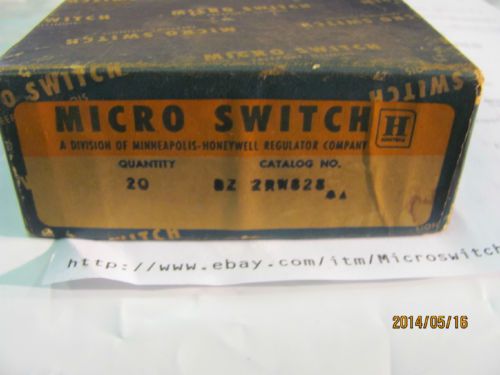 MICRO SWITCH
MICRO SWITCH
SWITCH
MICRO SWITCH
A DIVISION OF MINNEAPOLIS-HONEYWELL REGULATOR COMPANY
H
QUANTITY CATALOG NO.
20 BZ 2RW828
http://www.ebay.com/itm/Microswitch
2014/05/16